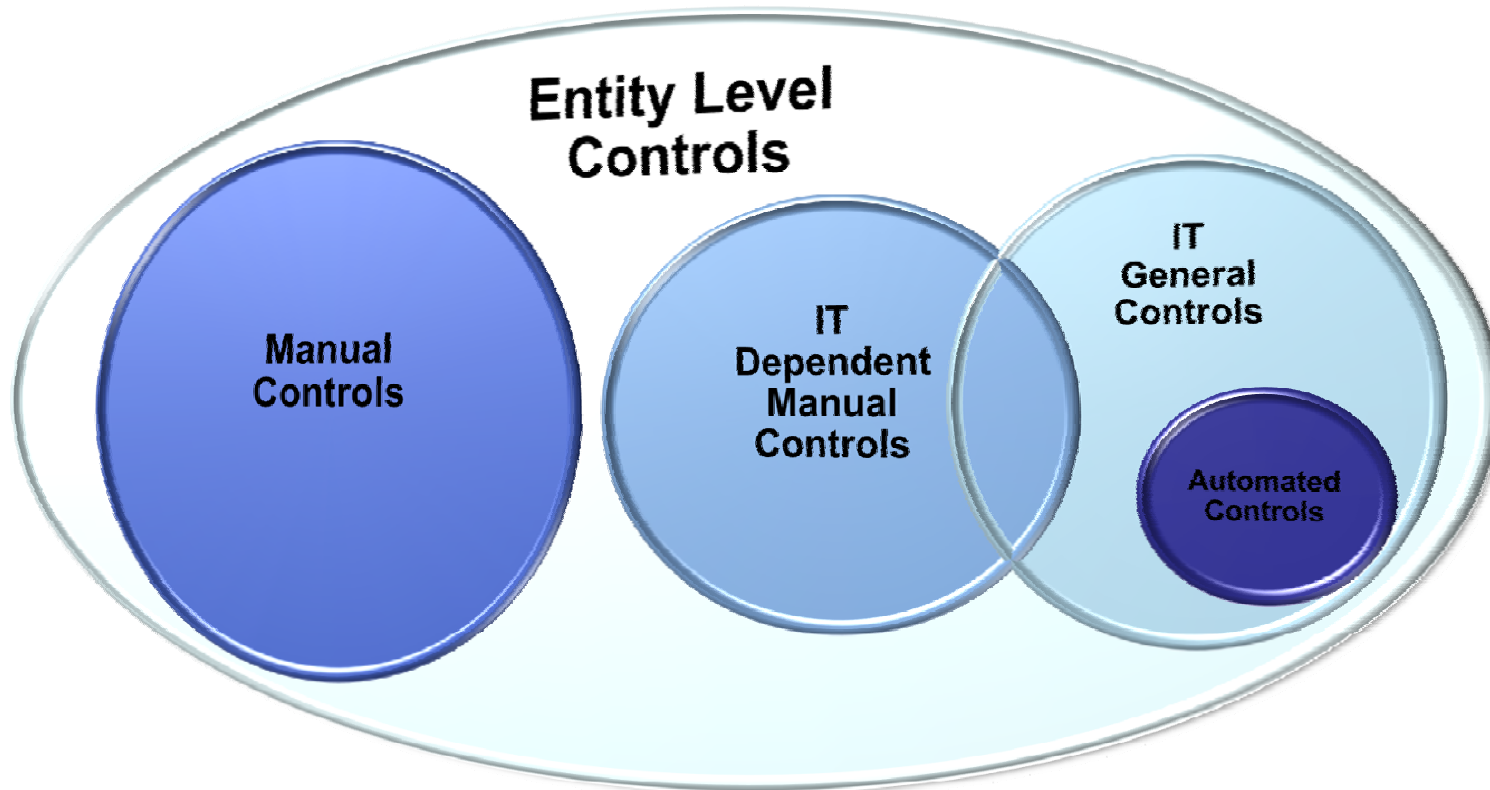 Entity Level
Controls
Manual
Controls
IT
Dependent
Manual
Controls
IT
General
Controls
Automated
Controls